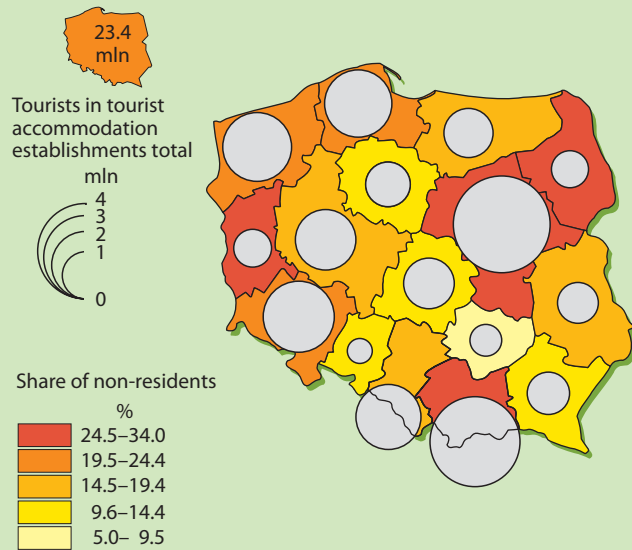 23.4
mln
Tourists in tourist
accommodation
establishments total
mln
4
3
2
1
0
Share of non-residents
%
24.5–34.0
19.5–24.4
14.5–19.4
9.6–14.4
5.0– 9.5